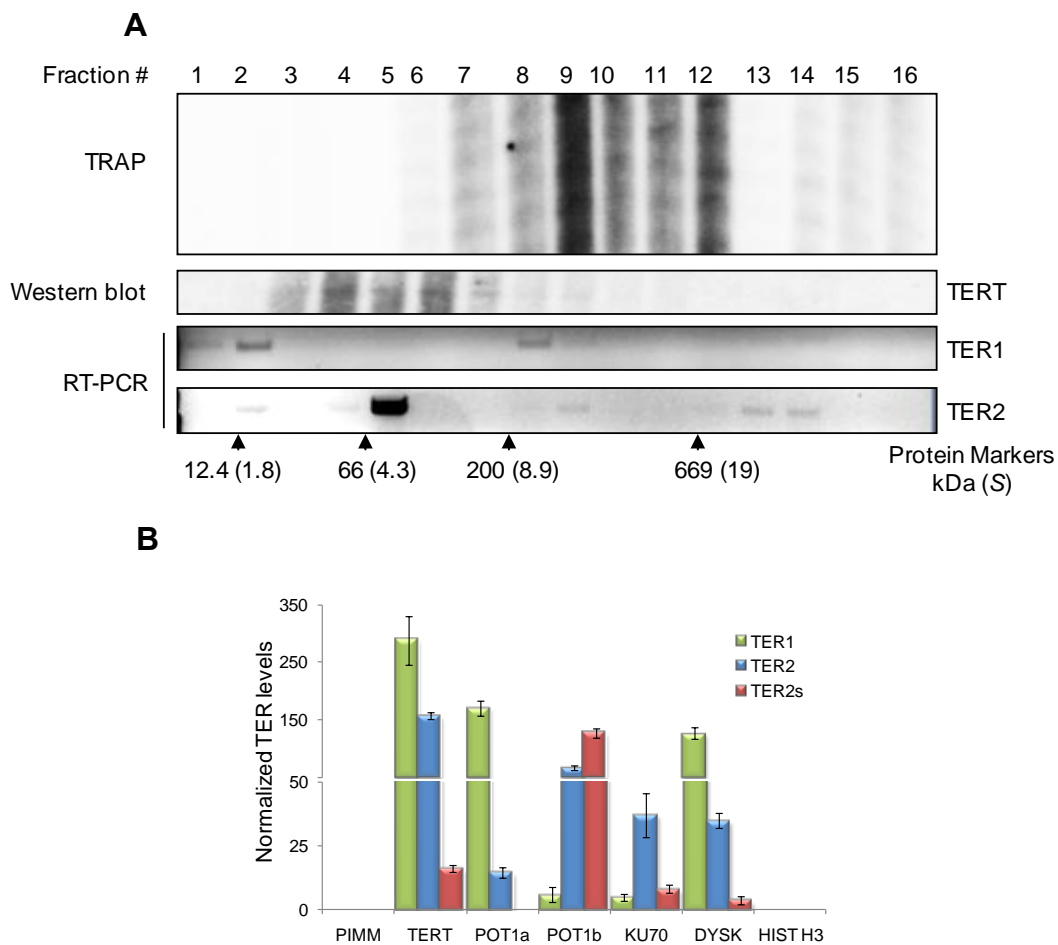 A
Fraction # 1 2 3 4 5 6 7 8 9 10 11 12 13 14 15 16
TRAP
Western blot TERT
RT-PCR
TER1
TER2
12.4 (1.8) 66 (4.3) 200 (8.9) 669 (19)
Protein Markers
kDa (S)
B
Normalized TER levels
350
250
150
50
25
0
TER1
TER2
TER2s
PIMM TERT POT1a POT1b KU70 DYSK HIST H3